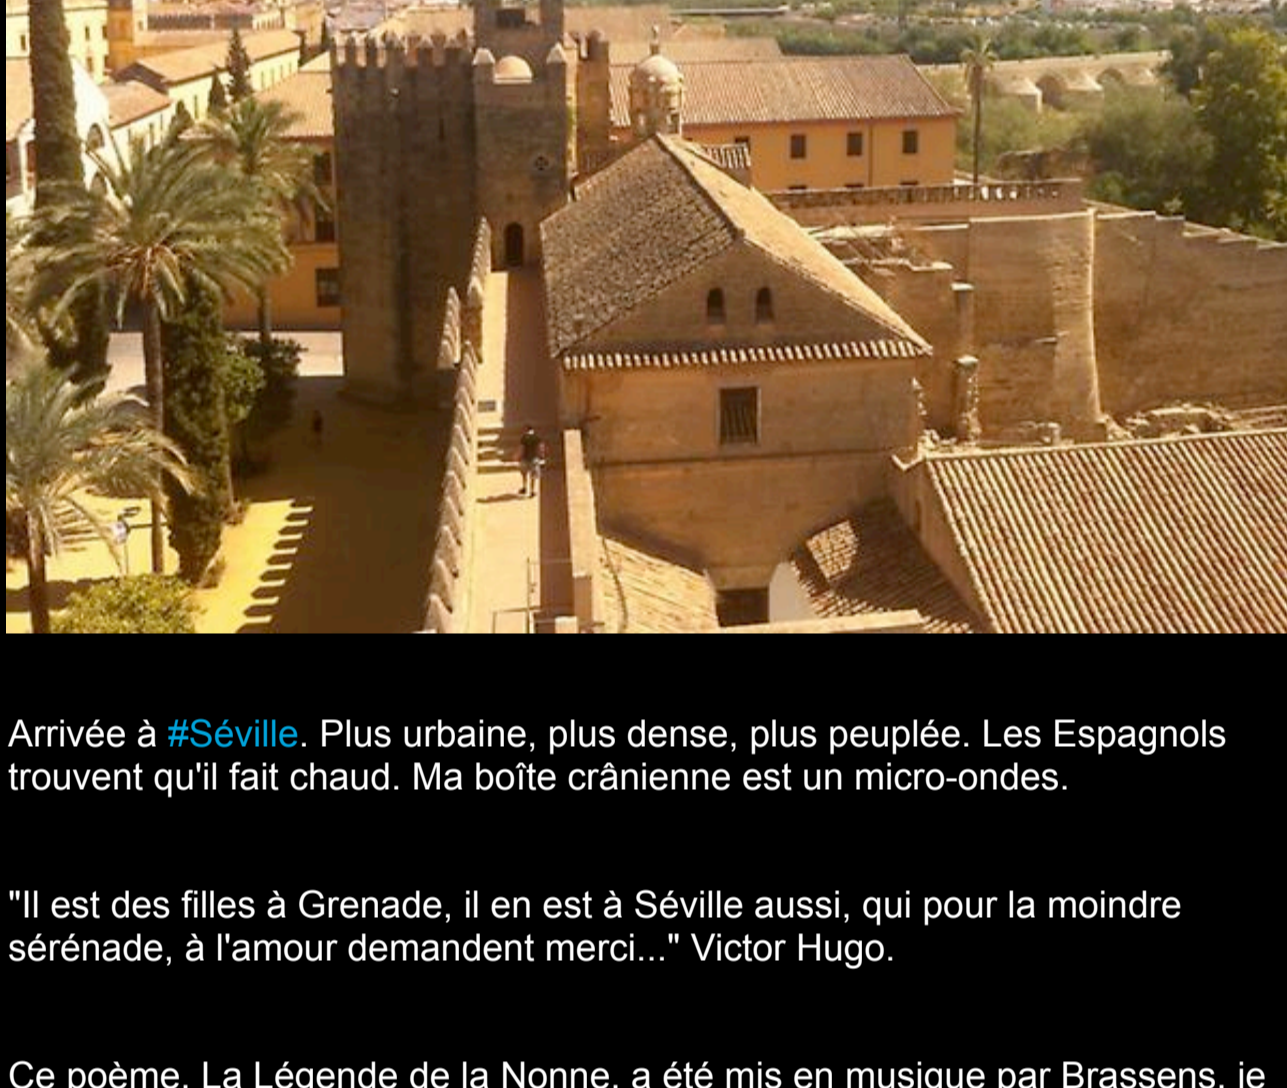 Arrivée à #Séville. Plus urbaine, plus dense, plus peuplée. Les Espagnols
trouvent qu'il fait chaud. Ma boîte crânienne est un micro-ondes.
"Il est des filles à Grenade, il en est à Séville aussi, qui pour la moindre
sérénade, à l'amour demandent merci..." Victor Hugo.
Ce poème, La Légende de la Nonne, a été mis en musique par Brassens, je